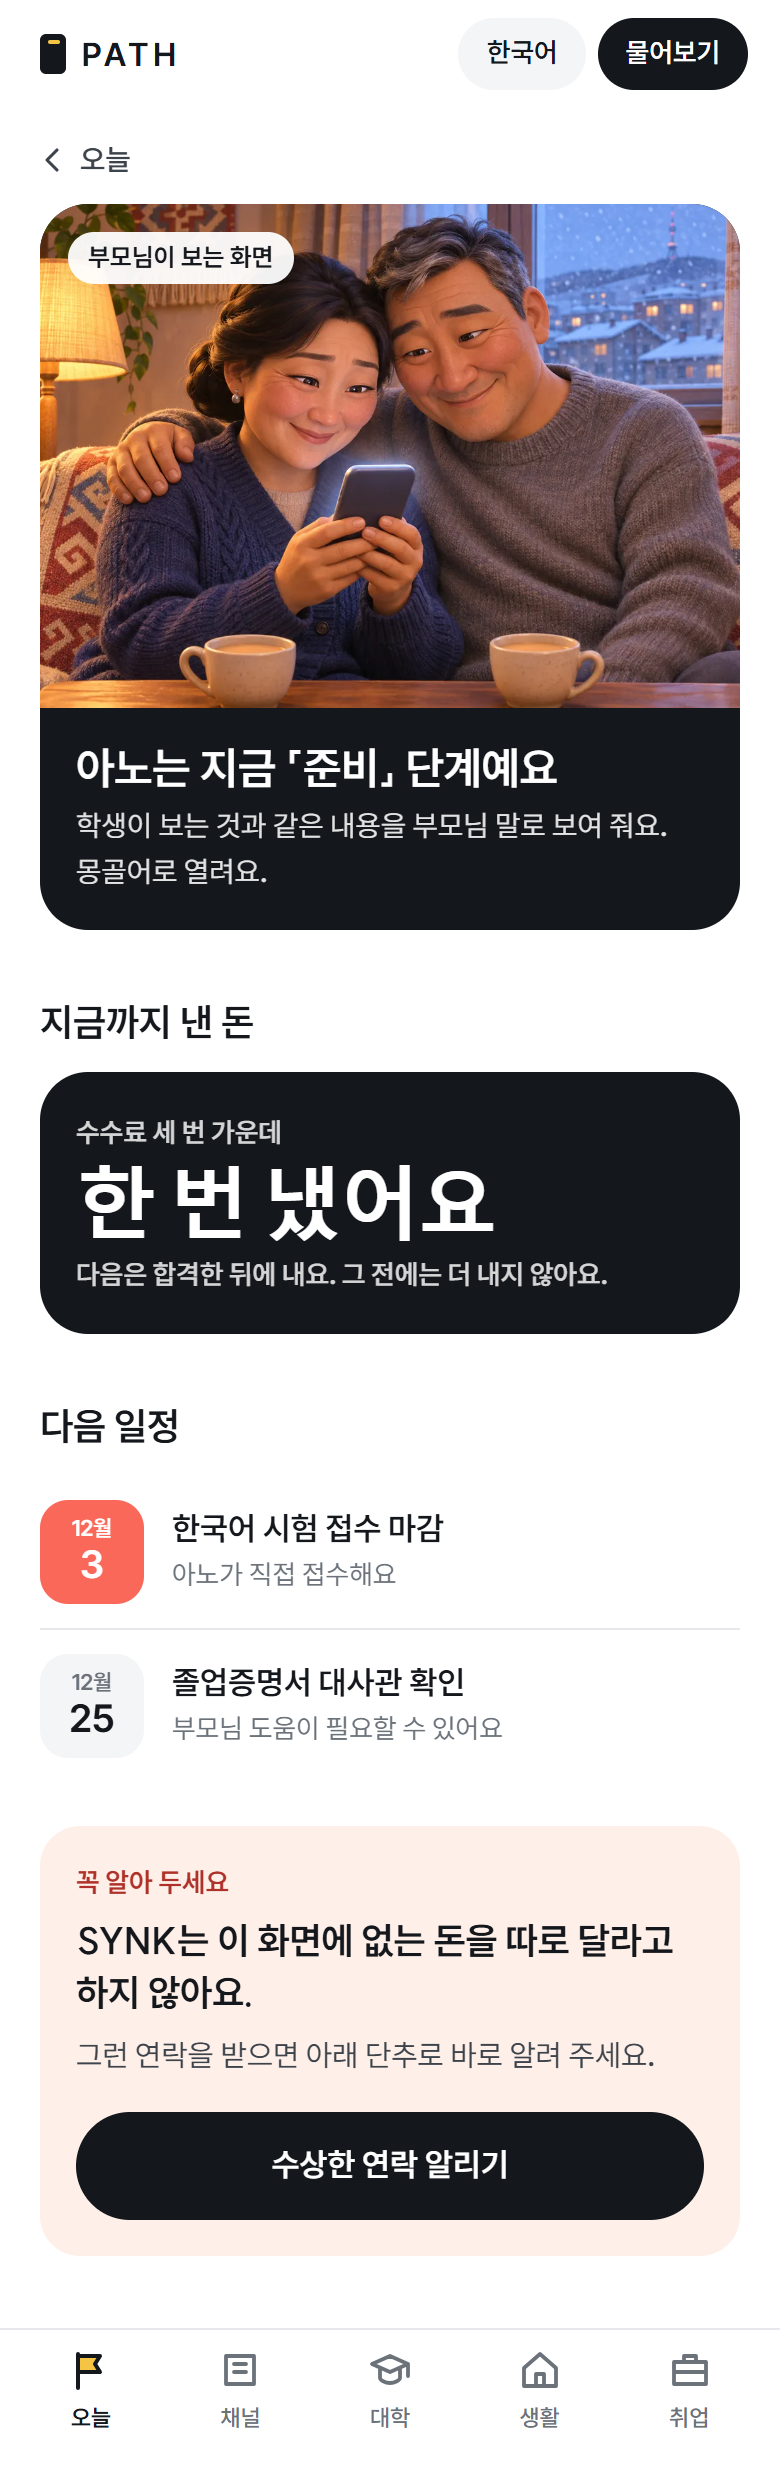 PATH
한국어
물어보기
오늘
부모님이 보는 화면
아노는 지금 「준비」 단계예요
학생이 보는 것과 같은 내용을 부모님 말로 보여 줘요.
몽골어로 열려요.
지금까지 낸 돈
수수료 세 번 가운데
한 번 냈어요
다음은 합격한 뒤에 내요. 그 전에는 더 내지 않아요.
다음 일정
12월
3
한국어 시험 접수 마감
아노가 직접 접수해요
12월
25
졸업증명서 대사관 확인
부모님 도움이 필요할 수 있어요
꼭 알아 두세요
SYNK는 이 화면에 없는 돈을 따로 달라고
하지 않아요.
그런 연락을 받으면 아래 단추로 바로 알려 주세요.
수상한 연락 알리기
오늘
채널
대학
생활
취업